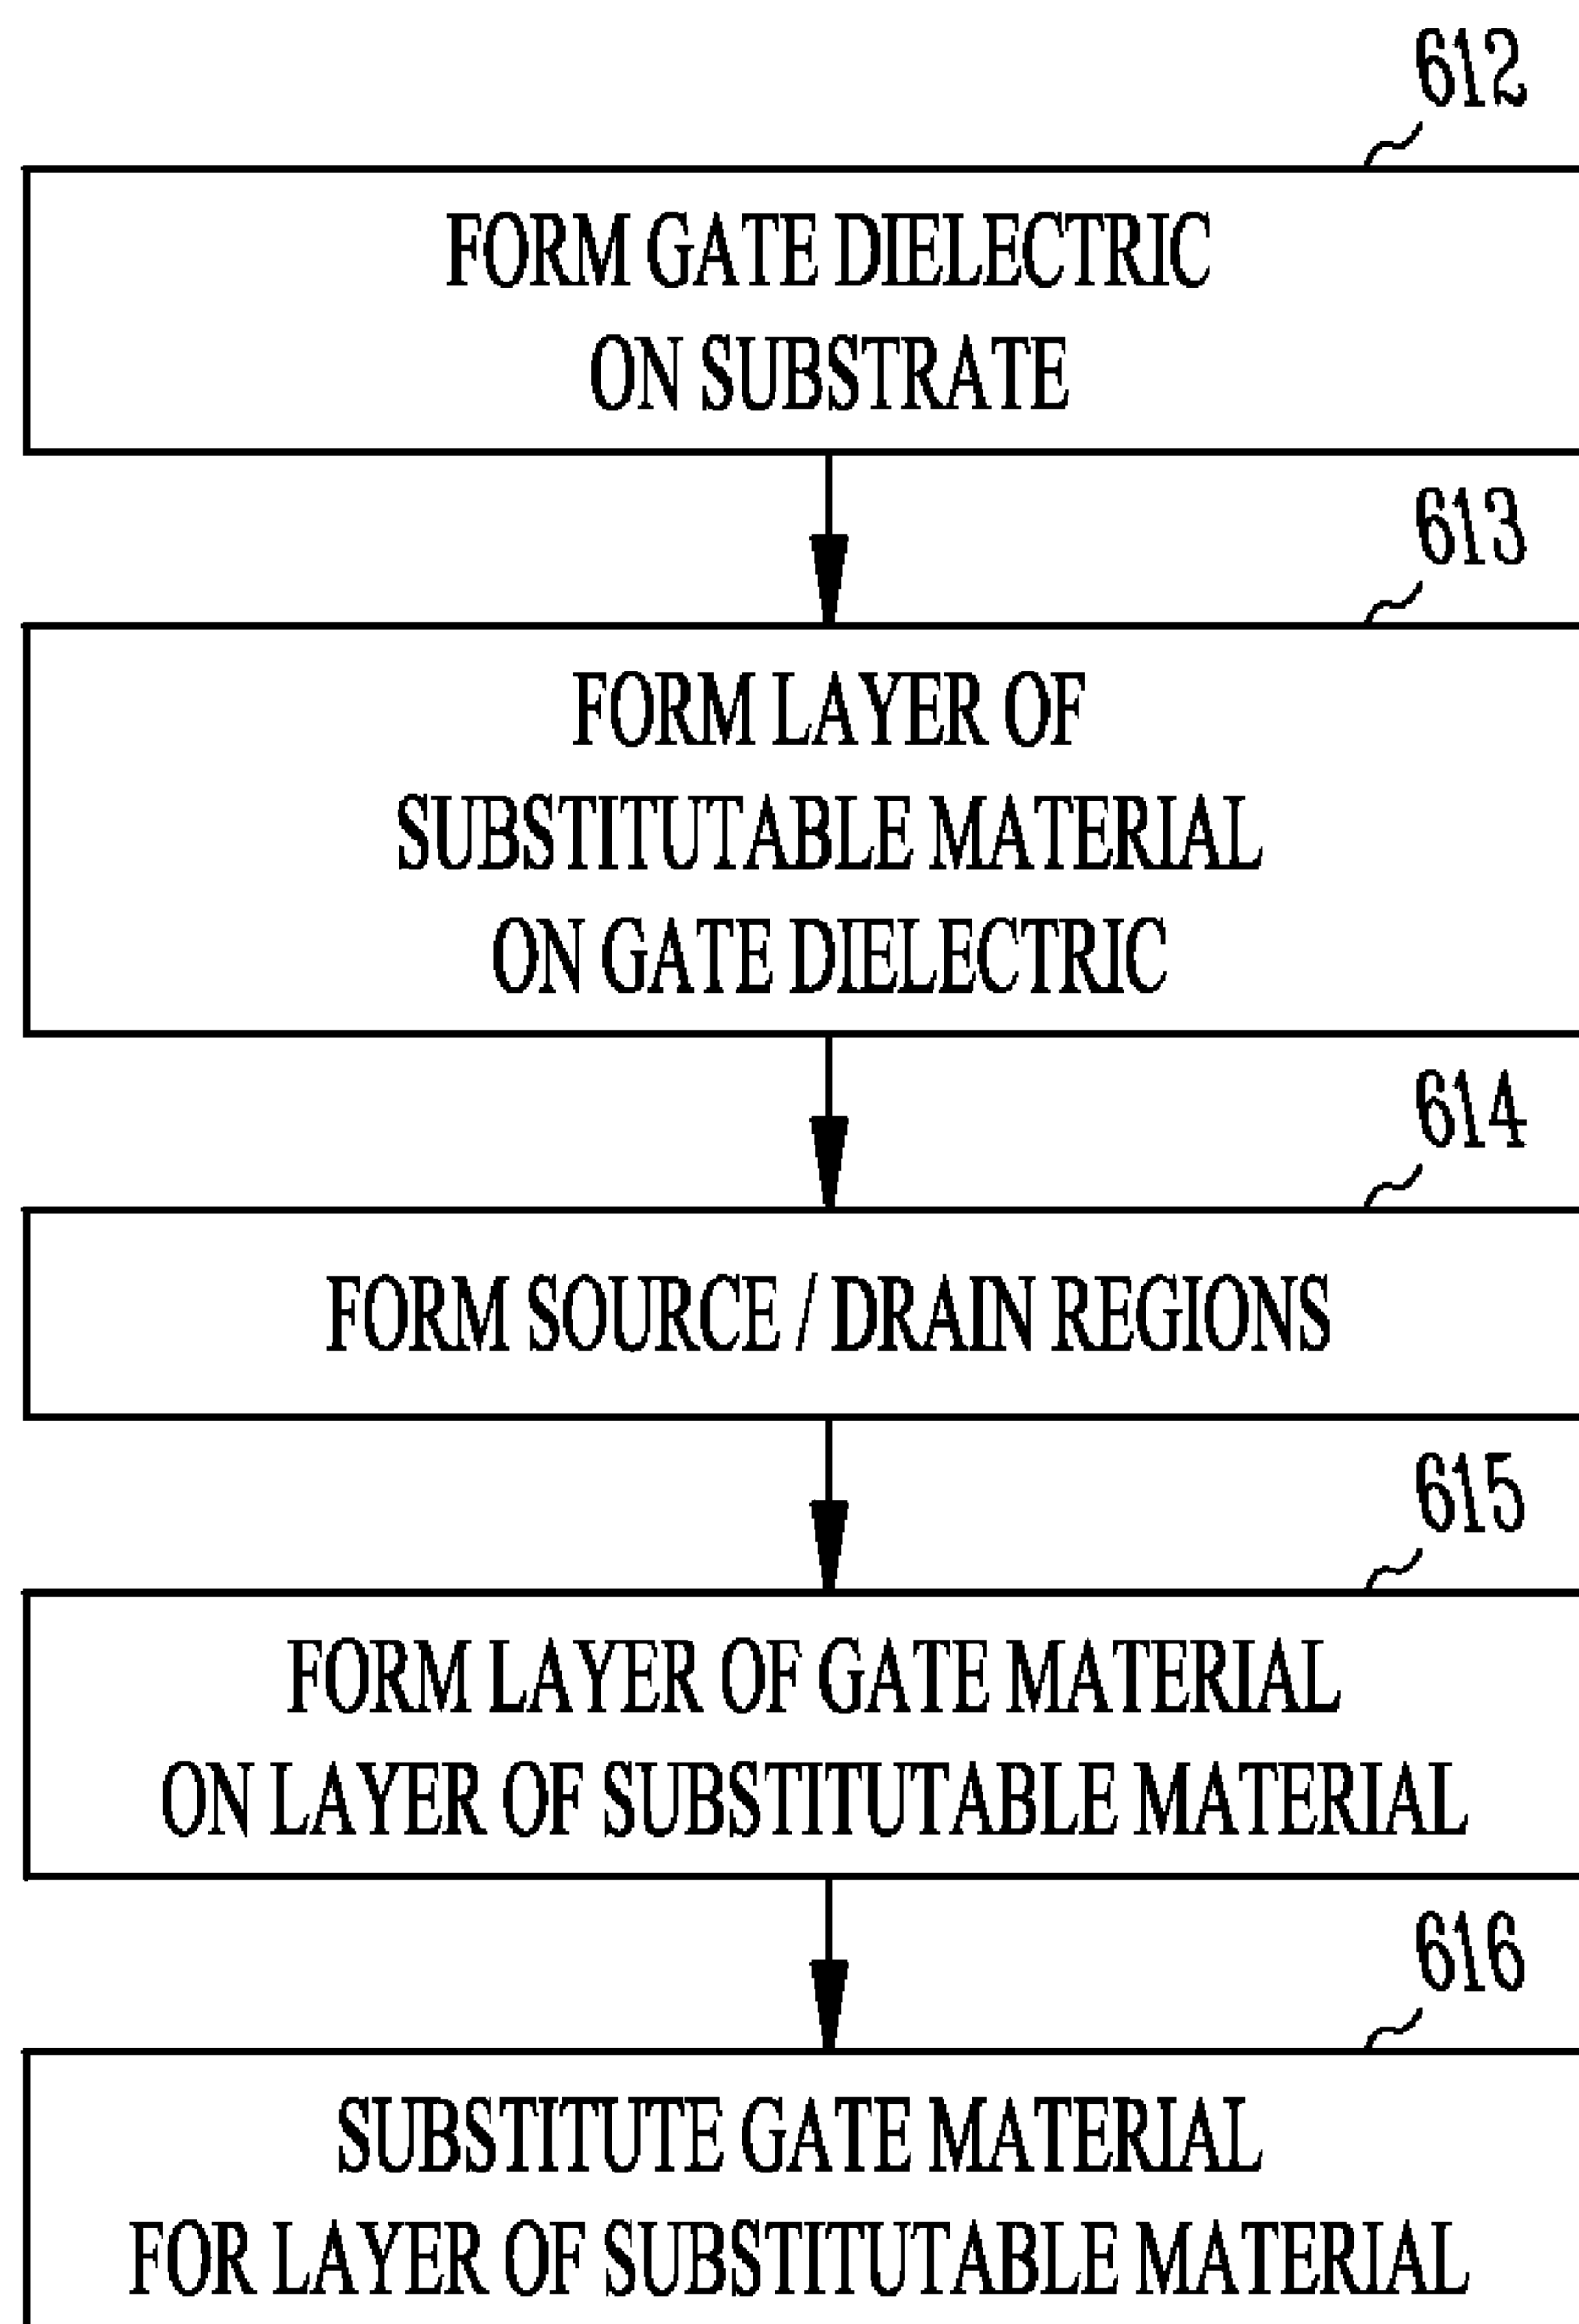 612
FORM GATE DIELECTRIC
ON SUBSTRATE
613
FORM LAYER OF
SUBSTITUTABLE MATERIAL
ON GATE DIELECTRIC
614
FORM SOURCE / DRAIN REGIONS
615
FORM LAYER OF GATE MATERIAL
ON LAYER OF SUBSTITUTABLE MATERIAL
616
SUBSTITUTE GATE MATERIAL
FOR LAYER OF SUBSTITUTABLE MATERIAL